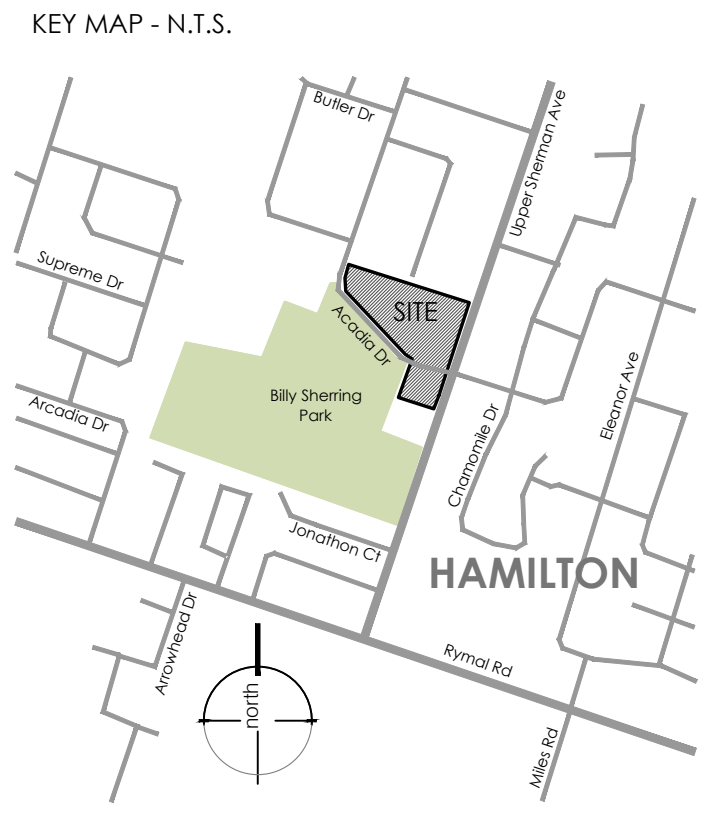 KEY MAP - N.T.S.
Butler Dr
Upper Sherman Ave
Supreme Dr
SITE
Acadia Dr
Billy Sherring
Park
Eleanor Ave
Arcadia Dr
Chamomile Dr
Jonathon Ct
HAMILTON
Arrowhead Dr
Rymal Rd
north
Miles Rd